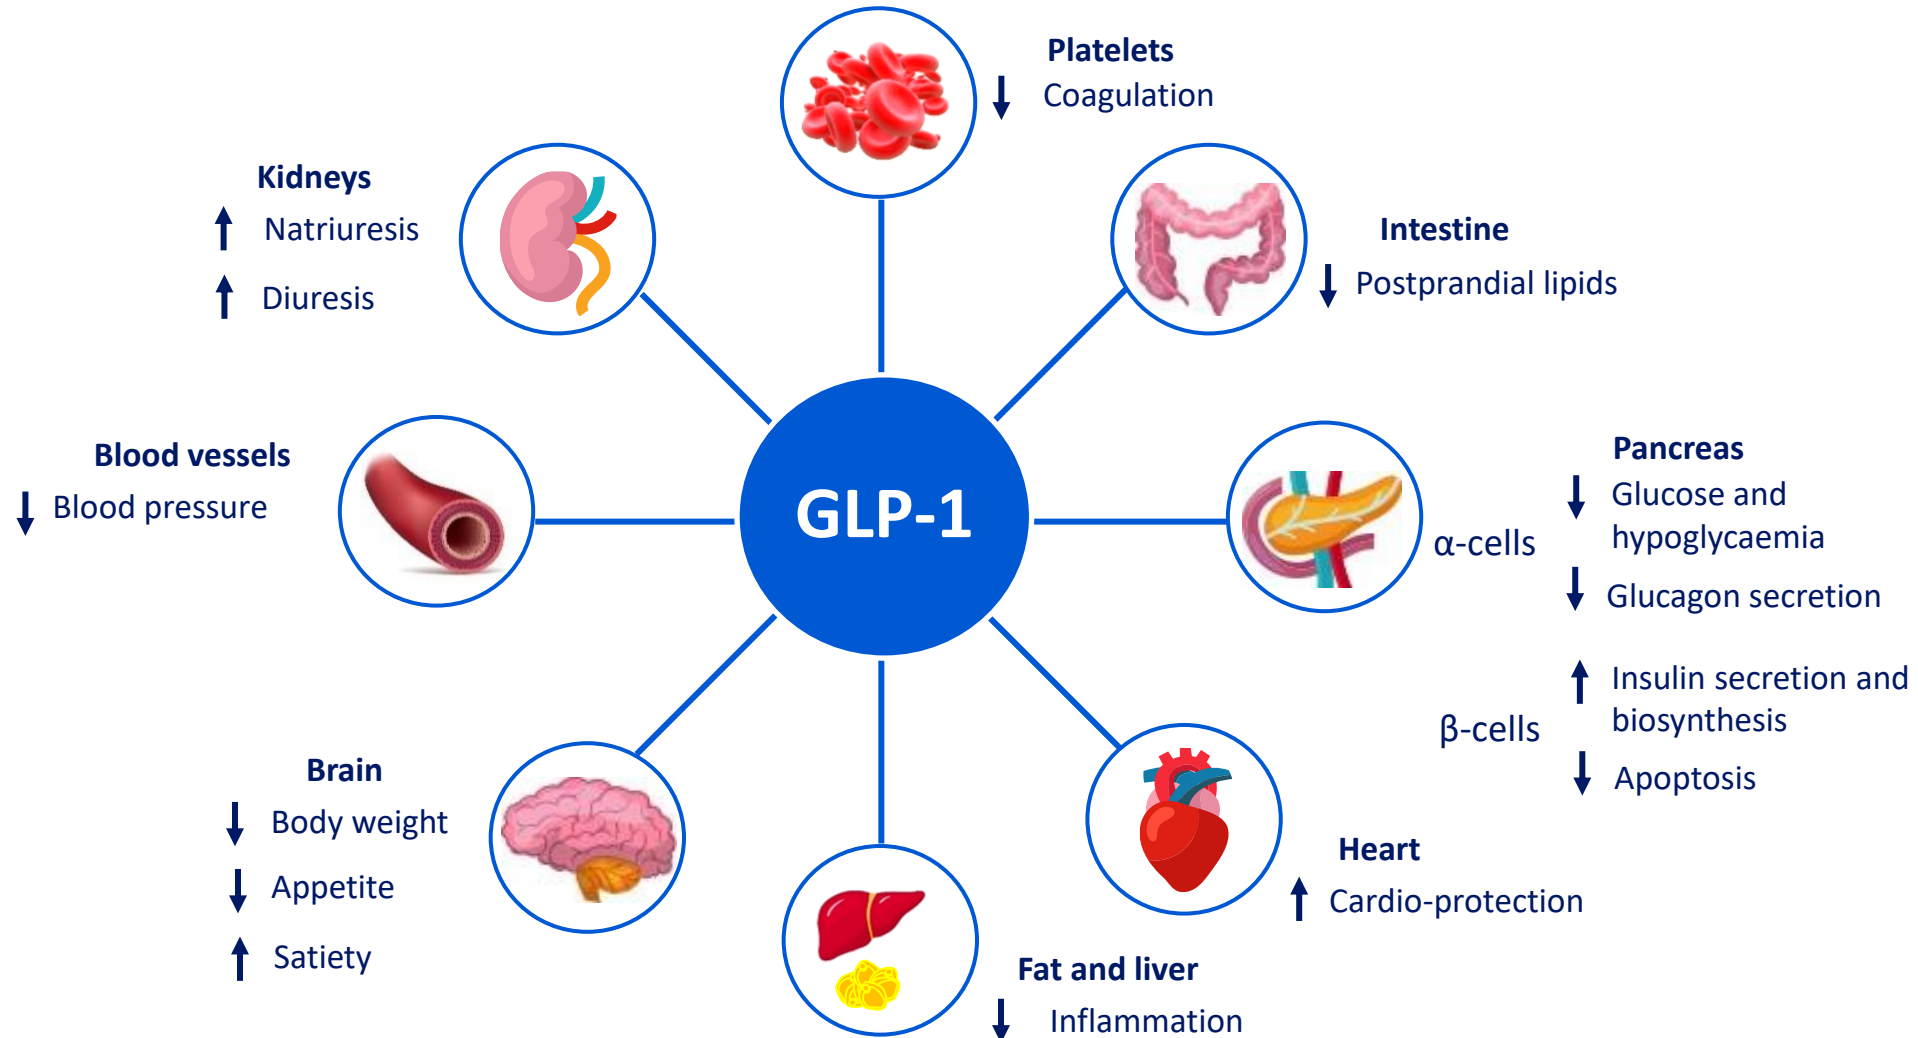 Platelets
↓ Coagulation
Kidneys
↑ Natriuresis
↑ Diuresis
Intestine
↓ Postprandial lipids
Blood vessels
↓ Blood pressure
GLP-1
Pancreas
α-cells
↓ Glucose and
hypoglycaemia
↓ Glucagon secretion
β-cells
↑ Insulin secretion and
biosynthesis
↓ Apoptosis
Brain
↓ Body weight
↓ Appetite
↑ Satiety
Heart
↑ Cardio-protection
Fat and liver
↓ Inflammation